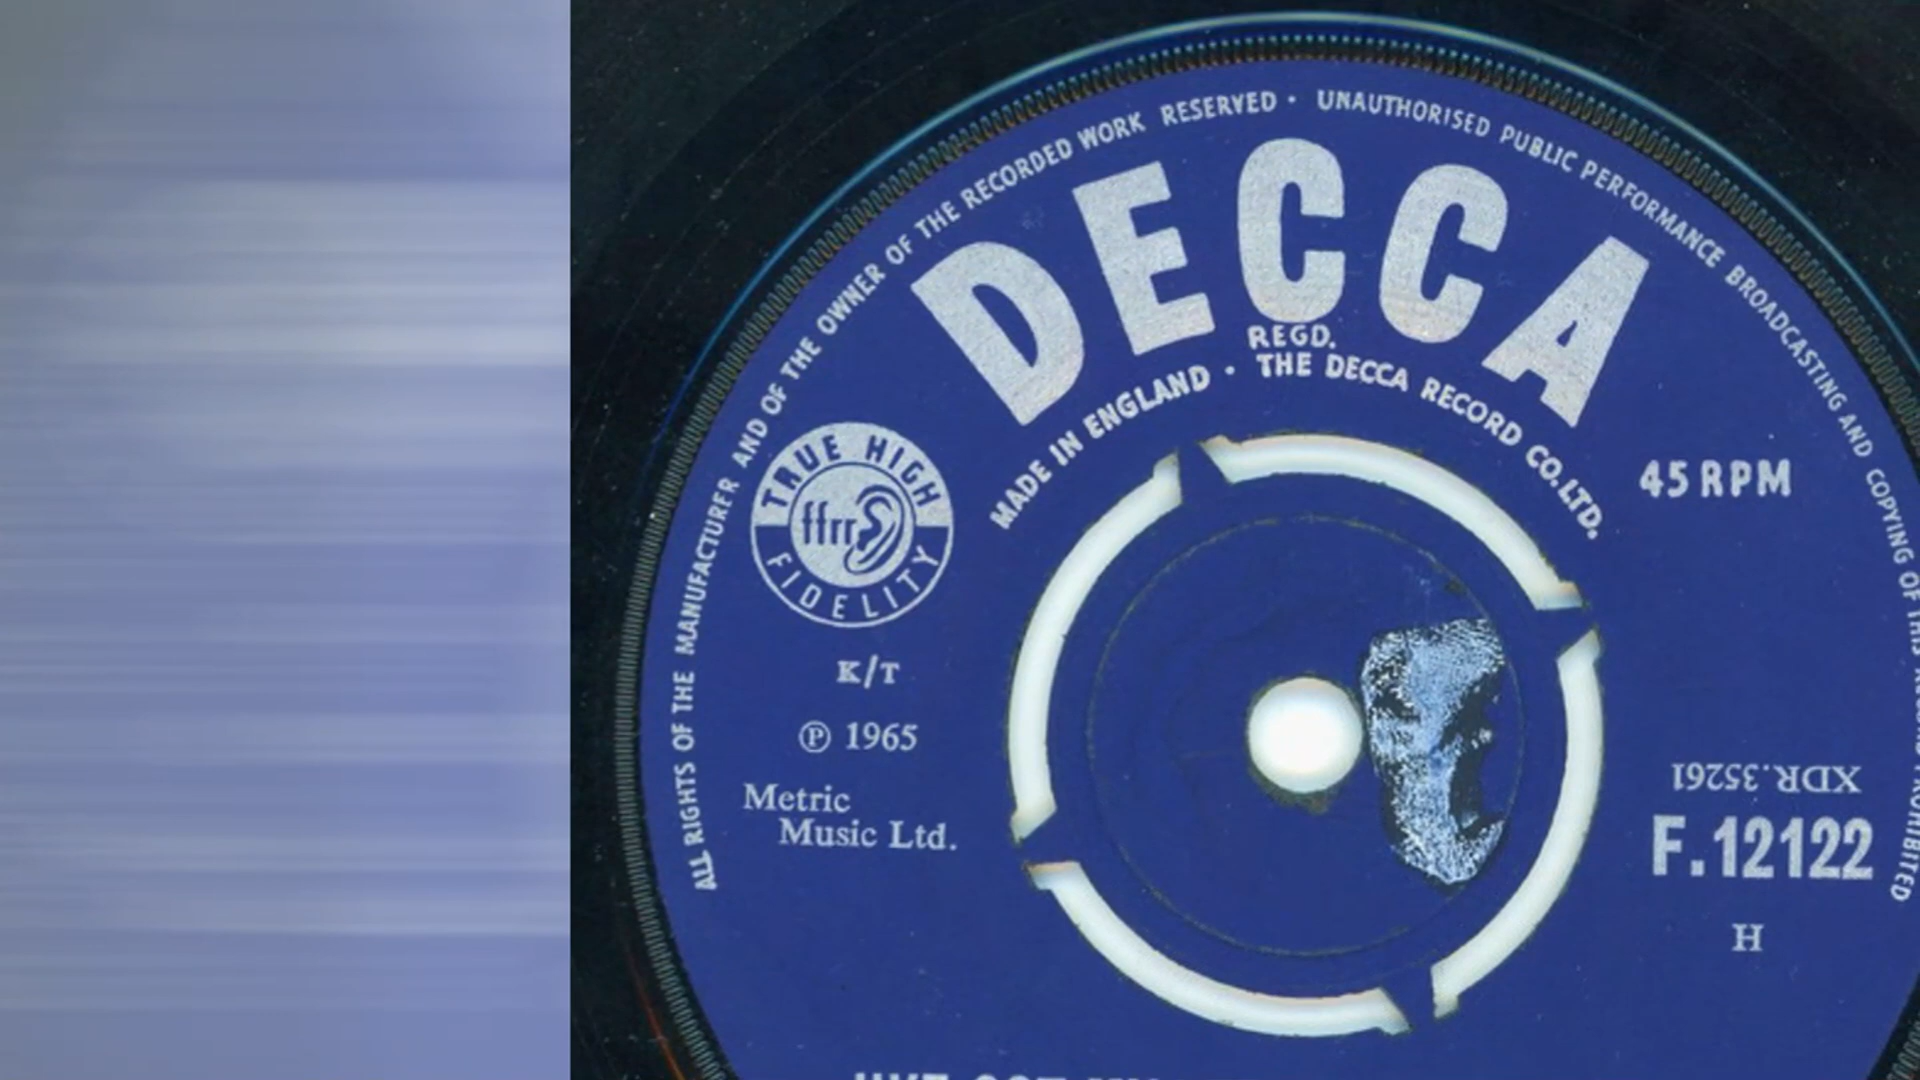 ALL RIGHTS OF THE MANUFACTURER AND OF THE OWNER OF THE RECORDED WORK RESERVED · UNAUTHORISED PUBLIC PERFORMANCE BROADCASTING AND COPYING OF THIS RECORD PROHIBITED
DECCA
REGD.
MADE IN ENGLAND · THE DECCA RECORD CO. LTD.
TRUE HIGH
ffrr
FIDELITY
45 RPM
K/T
Ⓟ 1965
Metric
Music Ltd.
XDR.35261
F.12122
H